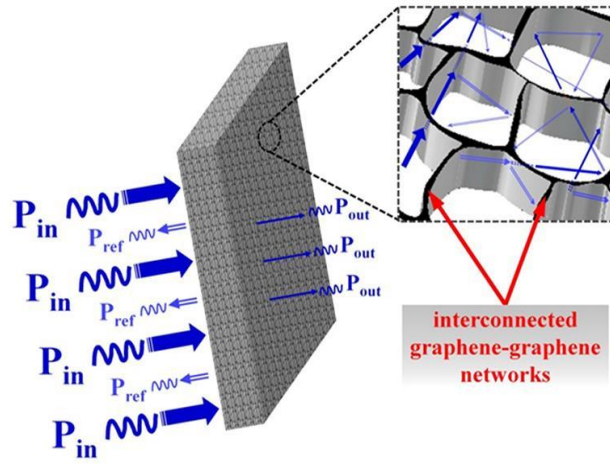 P_in
P_ref
P_out
P_in
P_out
P_ref
P_out
P_in
P_ref
P_in
interconnected
graphene-graphene
networks